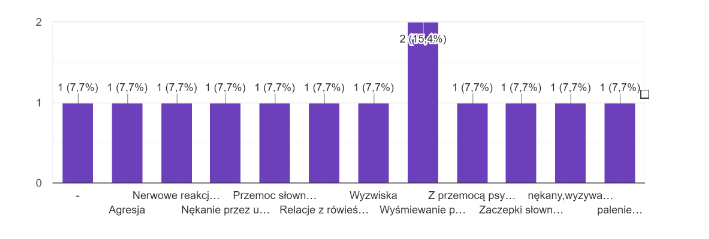 2
1 (7,7%) 1 (7,7%) 1 (7,7%) 1 (7,7%) 1 (7,7%) 1 (7,7%) 1 (7,7%) 2 (15,4%) 1 (7,7%) 1 (7,7%) 1 (7,7%) 1 (7,7%)
1
0
- Nerwowe reakcj… Przemoc słown… Wyzwiska Z przemocą psy… nękany,wyzywa…
Agresja Nękanie przez u… Relacje z rówieś… Wyśmiewanie p… Zaczepki słown… palenie…